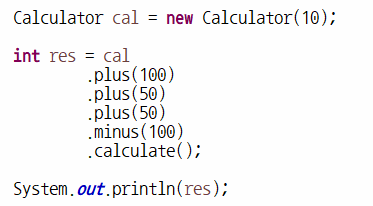 Calculator cal = new Calculator(10);
int res = cal
.plus(100)
.plus(50)
.plus(50)
.minus(100)
.calculate();
System.out.println(res);